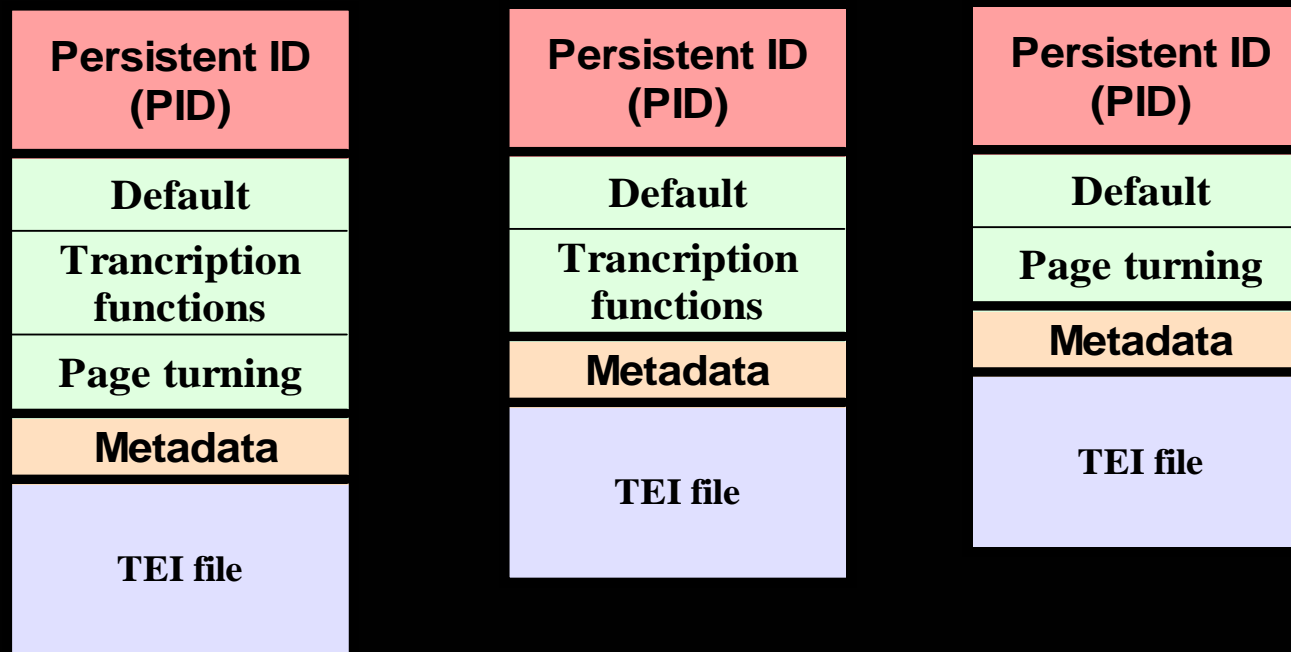 Persistent ID
(PID)
Default
Trancription
functions
Page turning
Metadata
TEI file
Persistent ID
(PID)
Default
Trancription
functions
Metadata
TEI file
Persistent ID
(PID)
Default
Page turning
Metadata
TEI file